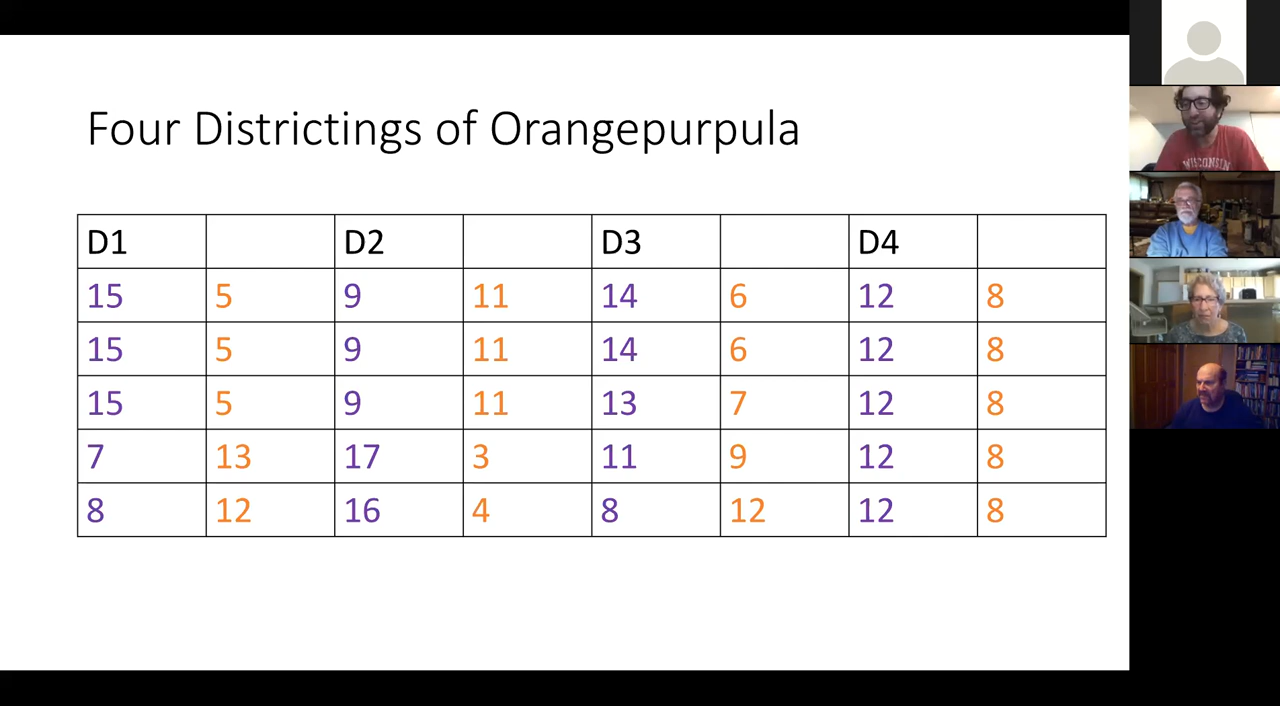 Four Districtings of Orangepurpula
D1 D2 D3 D4
15 5 9 11 14 6 12 8
15 5 9 11 14 6 12 8
15 5 9 11 13 7 12 8
7 13 17 3 11 9 12 8
8 12 16 4 8 12 12 8
WISCONSIN